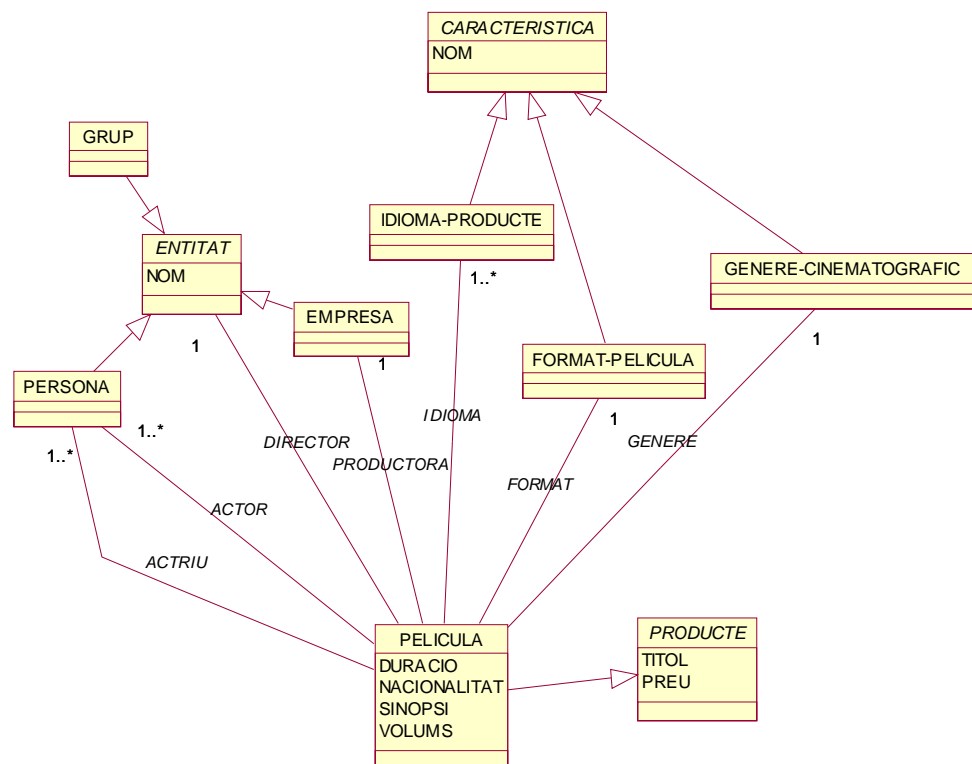 CARACTERISTICA
NOM
GRUP
IDIOMA-PRODUCTE
1..*
ENTITAT
NOM
GENERE-CINEMATOGRAFIC
1
EMPRESA
1
1
FORMAT-PELICULA
1
PERSONA
1..*
1..*
IDIOMA
DIRECTOR
GENERE
PRODUCTORA
FORMAT
ACTOR
ACTRIU
PELICULA
DURACIO
NACIONALITAT
SINOPSI
VOLUMS
PRODUCTE
TITOL
PREU